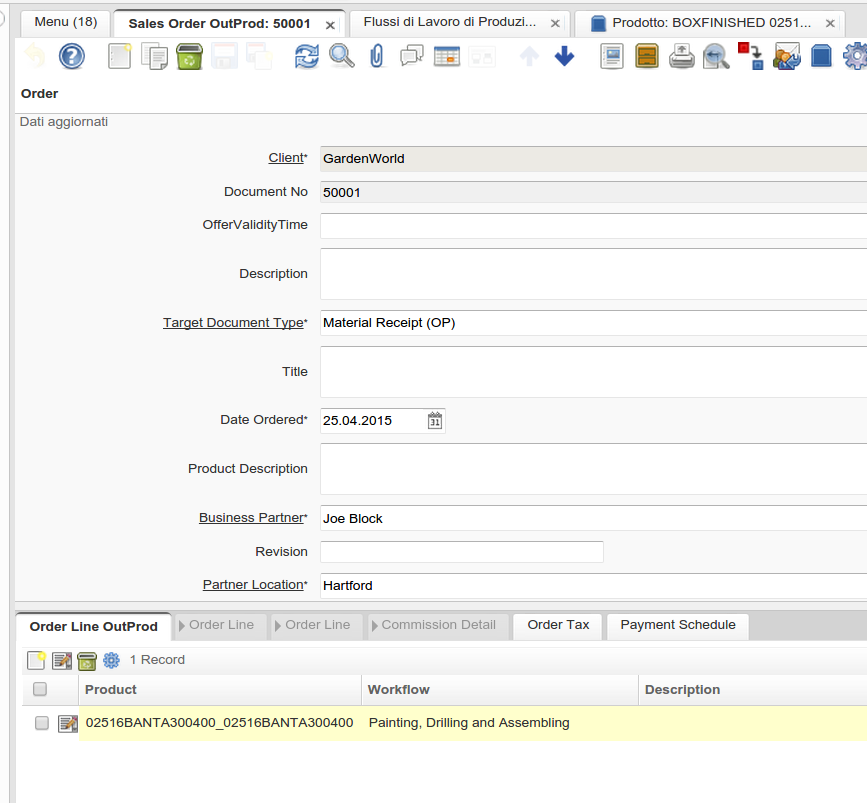 Menu (18) Sales Order OutProd: 50001 Flussi di Lavoro di Produzi... Prodotto: BOXFINISHED 0251...
Order
Dati aggiornati
Client* GardenWorld
Document No 50001
OfferValidityTime
Description
Target Document Type* Material Receipt (OP)
Title
Date Ordered* 25.04.2015 31
Product Description
Business Partner* Joe Block
Revision
Partner Location* Hartford
Order Line OutProd Order Line Order Line Commission Detail Order Tax Payment Schedule
1 Record
Product Workflow Description
02516BANTA300400_02516BANTA300400 Painting, Drilling and Assembling